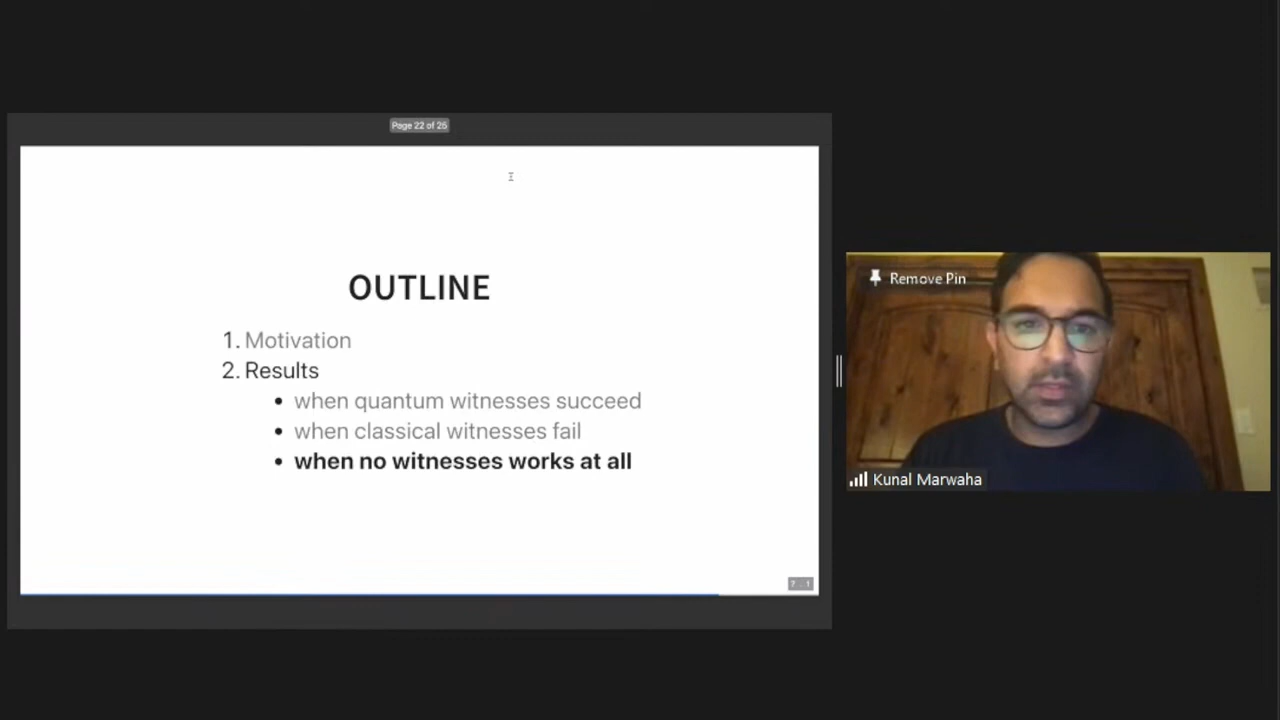 Page 22 of 25
OUTLINE
1. Motivation
2. Results
• when quantum witnesses succeed
• when classical witnesses fail
• when no witnesses works at all
Remove Pin
Kunal Marwaha